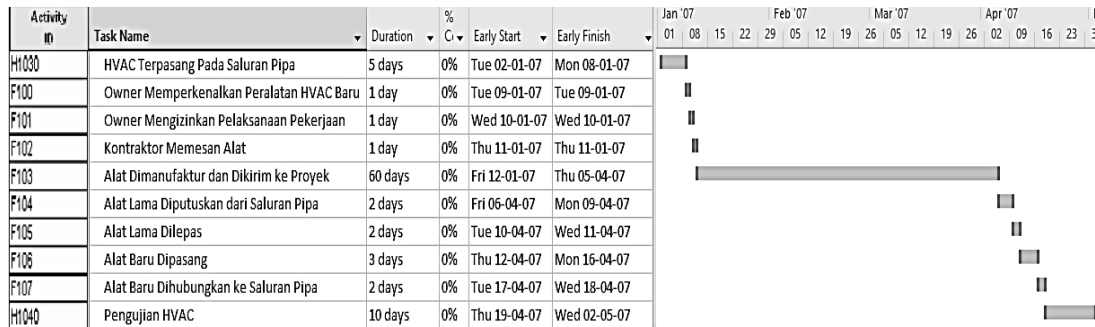 Activity ID Task Name Duration % C( Early Start Early Finish
Jan '07 Feb '07 Mar '07 Apr '07
01 08 15 22 29 05 12 19 26 05 12 19 26 02 09 16 23 3
H1030 HVAC Terpasang Pada Saluran Pipa 5 days 0% Tue 02-01-07 Mon 08-01-07
F100 Owner Memperkenalkan Peralatan HVAC Baru 1 day 0% Tue 09-01-07 Tue 09-01-07
F101 Owner Mengizinkan Pelaksanaan Pekerjaan 1 day 0% Wed 10-01-07 Wed 10-01-07
F102 Kontraktor Memesan Alat 1 day 0% Thu 11-01-07 Thu 11-01-07
F103 Alat Dimanufaktur dan Dikirim ke Proyek 60 days 0% Fri 12-01-07 Thu 05-04-07
F104 Alat Lama Diputuskan dari Saluran Pipa 2 days 0% Fri 06-04-07 Mon 09-04-07
F105 Alat Lama Dilepas 2 days 0% Tue 10-04-07 Wed 11-04-07
F106 Alat Baru Dipasang 3 days 0% Thu 12-04-07 Mon 16-04-07
F107 Alat Baru Dihubungkan ke Saluran Pipa 2 days 0% Tue 17-04-07 Wed 18-04-07
H1040 Pengujian HVAC 10 days 0% Thu 19-04-07 Wed 02-05-07